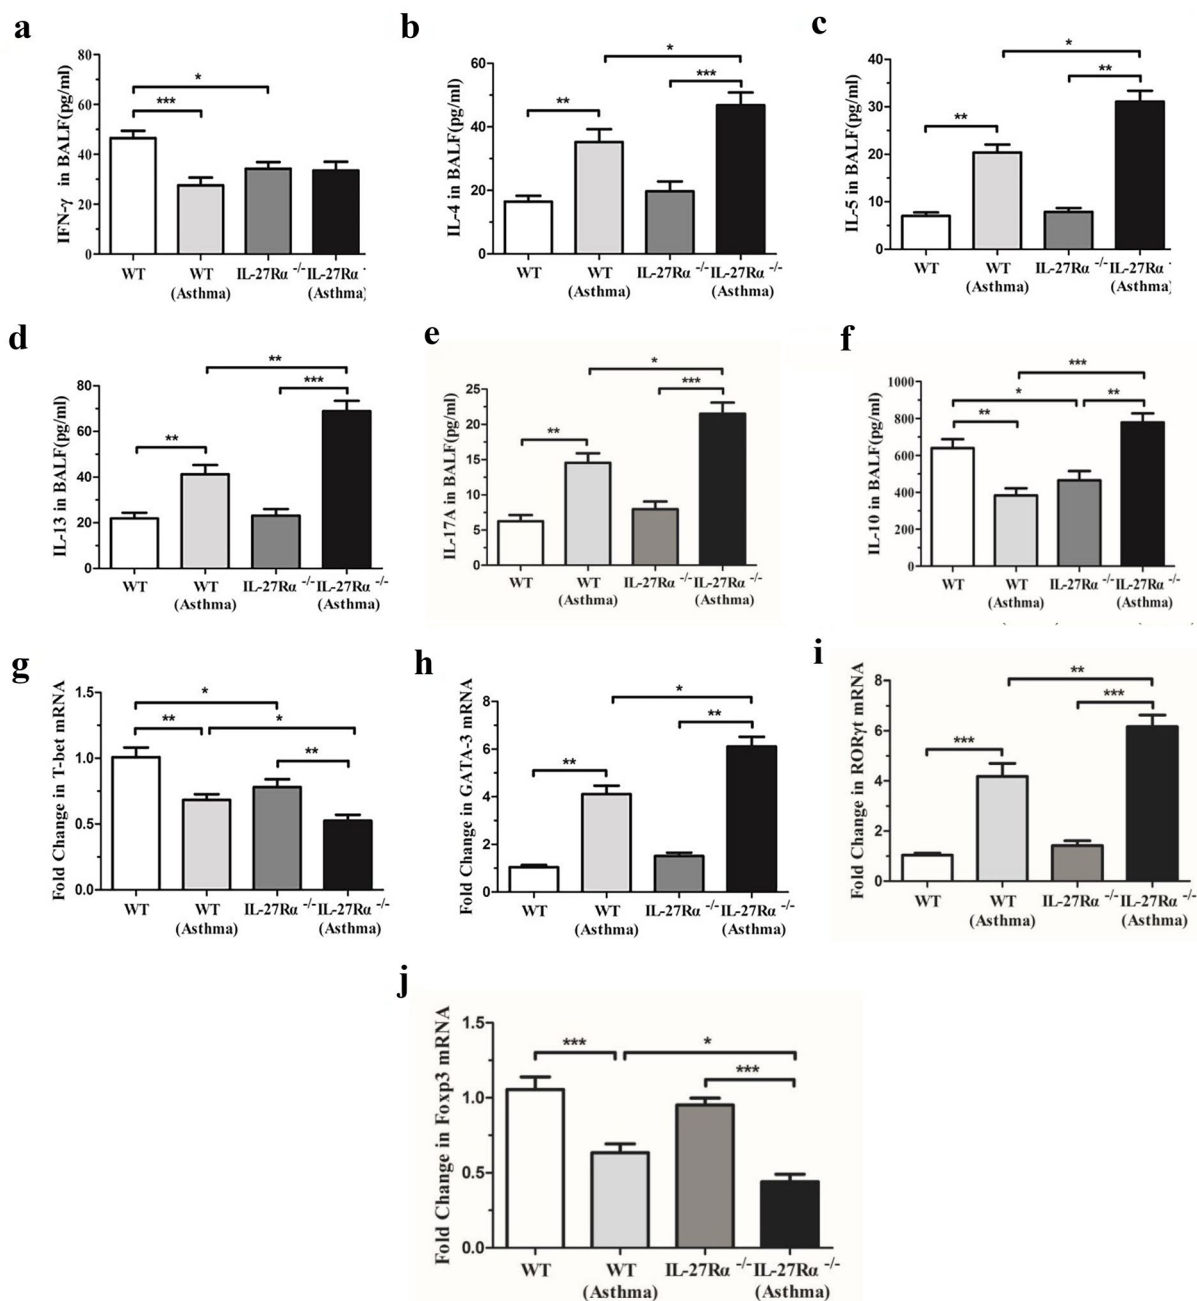 a
IFN-γ in BALF(pg/ml)
80
60
40
20
0
*
***
WT WT IL-27Rα -/- IL-27Rα -
(Asthma) (Asthma)
b
IL-4 in BALF(pg/ml)
60
40
20
0
*
***
**
WT WT IL-27Rα -/- IL-27Rα -/-
(Asthma) (Asthma)
c
IL-5 in BALF(pg/ml)
40
30
20
10
0
*
**
**
WT WT IL-27Rα -/- IL-27Rα -
(Asthma) (Asthma)
d
IL-13 in BALF(pg/ml)
80
60
40
20
0
**
***
**
WT WT IL-27Rα -/- IL-27Rα -/-
(Asthma) (Asthma)
e
IL-17A in BALF(pg/ml)
25
20
15
10
5
0
*
***
**
WT WT IL-27Rα -/- IL-27Rα -/-
(Asthma) (Asthma)
f
IL-10 in BALF(pg/ml)
1000
800
600
400
200
0
***
* **
**
WT WT IL-27Rα -/- IL-27Rα -/-
(Asthma) (Asthma)
g
Fold Change in T-bet mRNA
1.5
1.0
0.5
0.0
*
** *
**
WT WT IL-27Rα -/- IL-27Rα -/-
(Asthma) (Asthma)
h
Fold Change in GATA-3 mRNA
8
6
4
2
0
*
**
**
WT WT IL-27Rα -/- IL-27Rα -/-
(Asthma) (Asthma)
i
Fold Change in RORγt mRNA
8
6
4
2
0
**
***
***
WT WT IL-27Rα -/- IL-27Rα -/-
(Asthma) (Asthma)
j
Fold Change in Foxp3 mRNA
1.5
1.0
0.5
0.0
*** *
***
WT WT IL-27Rα -/- IL-27Rα -/-
(Asthma) (Asthma)